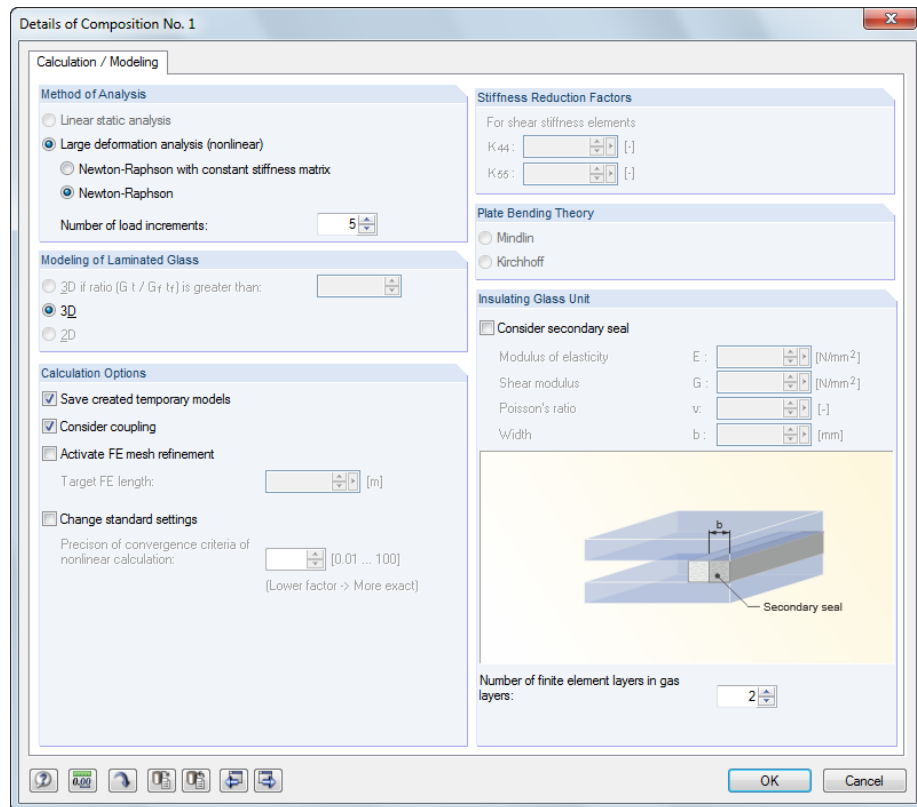 Details of Composition No. 1
Calculation / Modeling
Method of Analysis
Linear static analysis
Large deformation analysis (nonlinear)
Newton-Raphson with constant stiffness matrix
Newton-Raphson
Number of load increments:
5
Modeling of Laminated Glass
3D if ratio (G t / Gf tf) is greater than:
3D
2D
Calculation Options
Save created temporary models
Consider coupling
Activate FE mesh refinement
Target FE length:
[m]
Change standard settings
Precison of convergence criteria of
nonlinear calculation:
[0.01 ... 100]
(Lower factor -> More exact)
Stiffness Reduction Factors
For shear stiffness elements
K44 :
[-]
K55 :
[-]
Plate Bending Theory
Mindlin
Kirchhoff
Insulating Glass Unit
Consider secondary seal
Modulus of elasticity
E :
[N/mm2]
Shear modulus
G :
[N/mm2]
Poisson's ratio
ν:
[-]
Width
b :
[mm]
b
Secondary seal
Number of finite element layers in gas
layers:
2
0.00
OK
Cancel